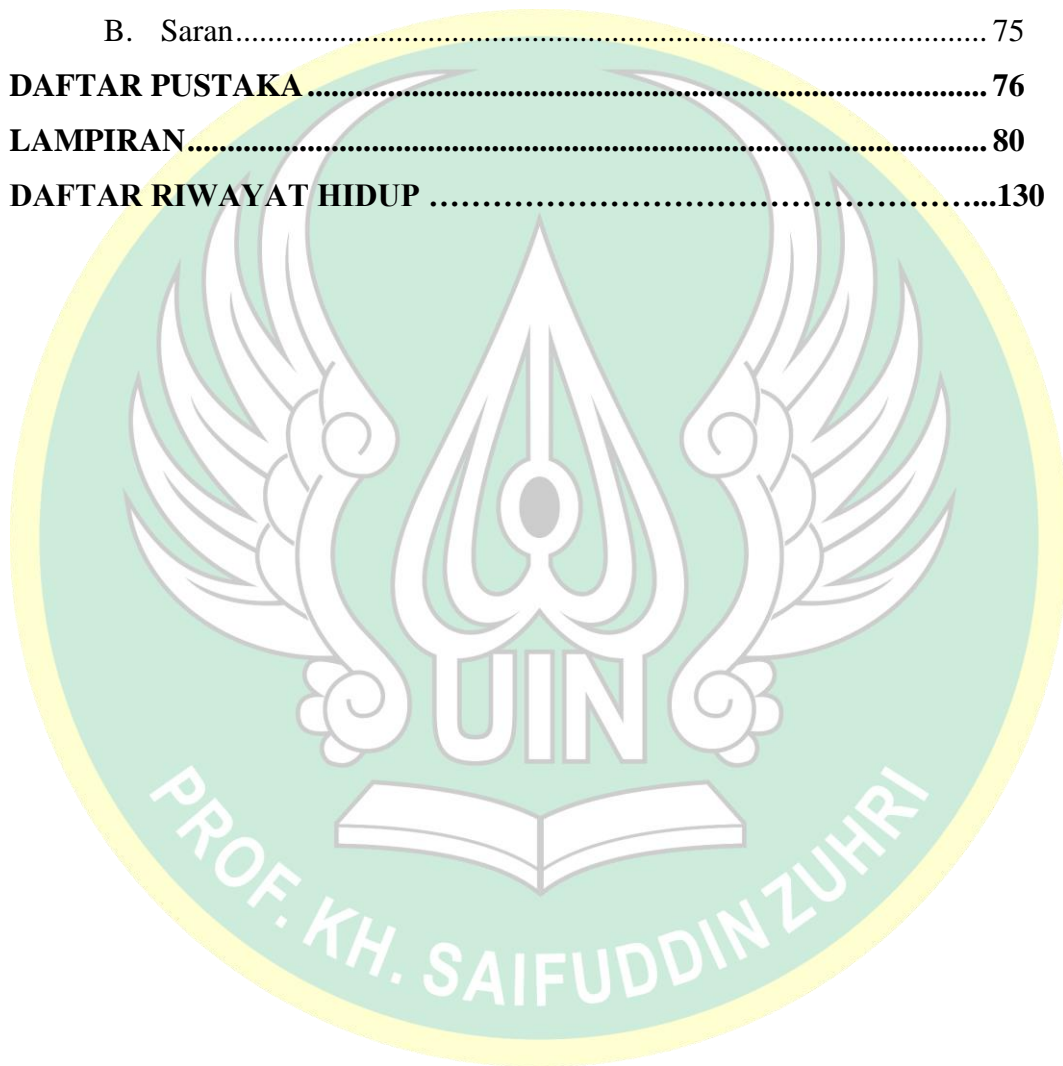 B. Saran.............................................................................................. 75
DAFTAR PUSTAKA ..................................................................................... 76
LAMPIRAN.................................................................................................... 80
DAFTAR RIWAYAT HIDUP …………………………………………...130
UIN
PROF. KH. SAIFUDDIN ZUHRI